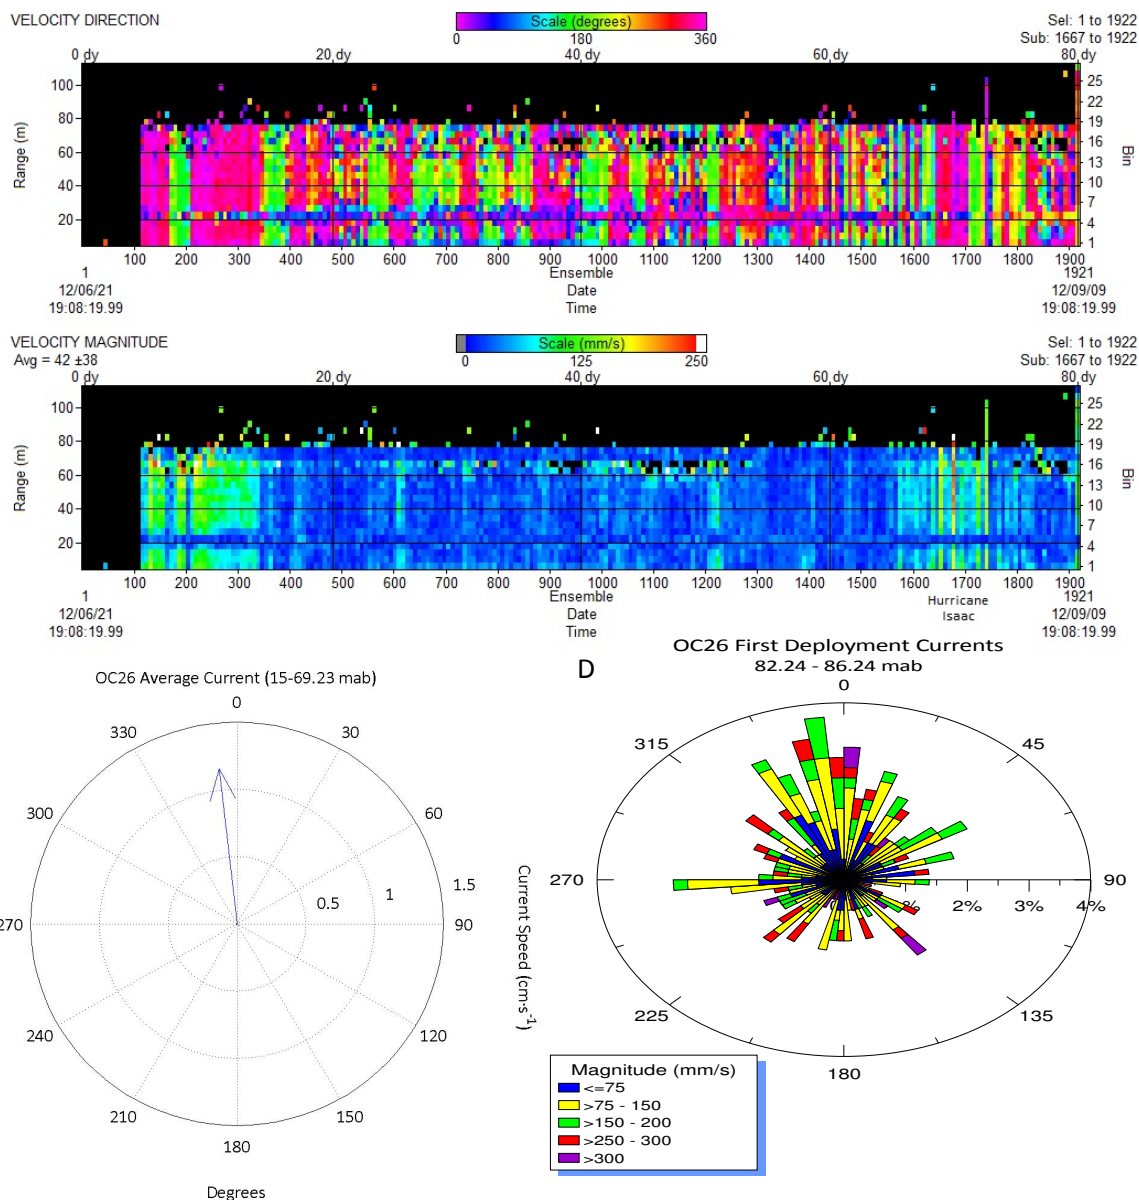 VELOCITY DIRECTION
Scale (degrees)
0 180 360
Sel: 1 to 1922
Sub: 1667 to 1922
0 dy 20 dy 40 dy 60 dy 80 dy
Range (m)
100
80
60
40
20
Bin
25
22
19
16
13
10
7
4
1
100 200 300 400 500 600 700 800 900 1000 1100 1200 1300 1400 1500 1600 1700 1800 1900
1 Ensemble 1921
12/06/21 Date 12/09/09
19:08:19.99 Time 19:08:19.99
VELOCITY MAGNITUDE
Avg = 42 ±38
Scale (mm/s)
0 125 250
Sel: 1 to 1922
Sub: 1667 to 1922
0 dy 20 dy 40 dy 60 dy 80 dy
Range (m)
100
80
60
40
20
Bin
25
22
19
16
13
10
7
4
1
100 200 300 400 500 600 700 800 900 1000 1100 1200 1300 1400 1500 1600 1700 1800 1900
1 Ensemble 1921
12/06/21 Date 12/09/09
19:08:19.99 Time 19:08:19.99
Hurricane
Isaac
OC26 Average Current (15-69.23 mab)
0
330 30
300 60
0.5 1 1.5
270 90
240 120
210 150
180
Degrees
Current Speed (cm·s-1)
D
OC26 First Deployment Currents
82.24 - 86.24 mab
0
315 45
270 90
2% 3% 4%
225 135
180
Magnitude (mm/s)
<=75
>75 - 150
>150 - 200
>250 - 300
>300